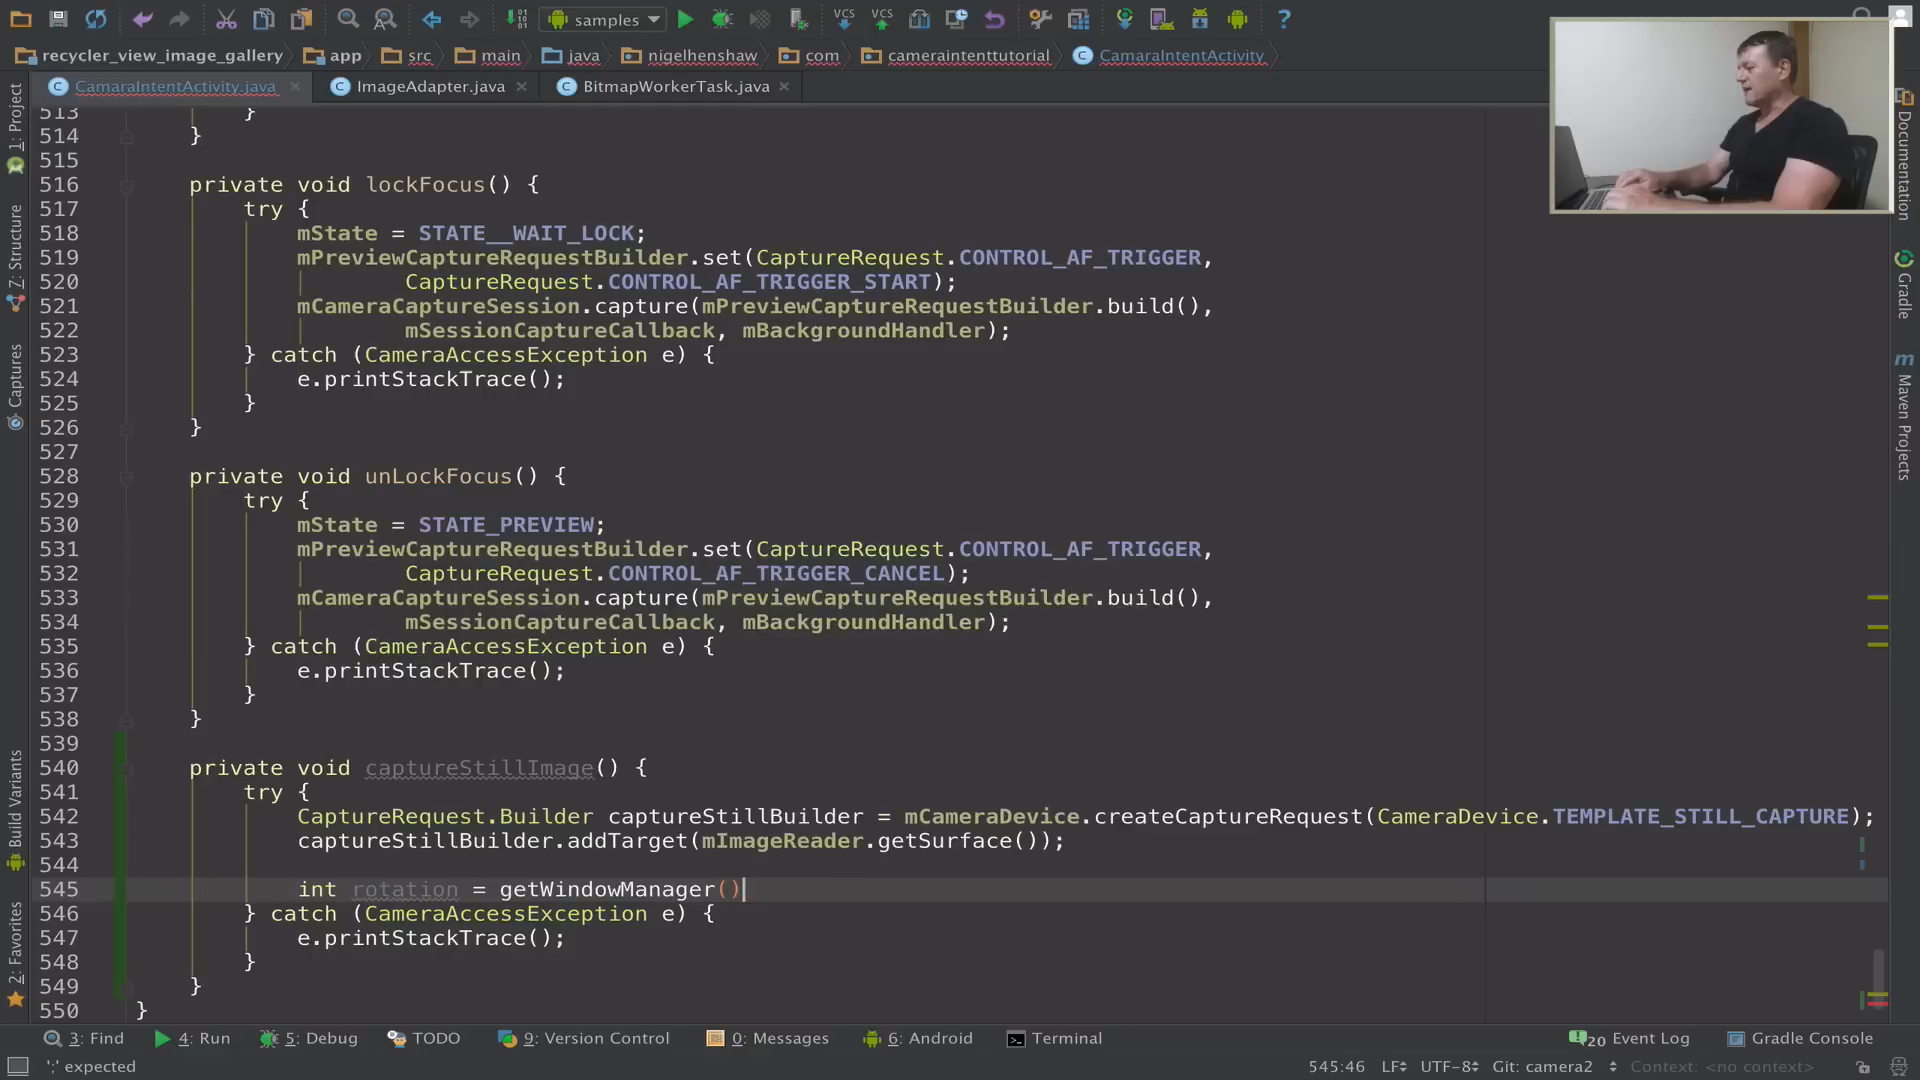 samples
recycler_view_image_gallery app src main java nigelhenshaw com cameraintenttutorial CamaraIntentActivity
CamaraIntentActivity.java ImageAdapter.java BitmapWorkerTask.java
1: Project
7: Structure
Captures
Build Variants
2: Favorites
Documentation
Gradle
Maven Projects
513 }
514 }
515
516 private void lockFocus() {
517 try {
518 mState = STATE__WAIT_LOCK;
519 mPreviewCaptureRequestBuilder.set(CaptureRequest.CONTROL_AF_TRIGGER,
520 CaptureRequest.CONTROL_AF_TRIGGER_START);
521 mCameraCaptureSession.capture(mPreviewCaptureRequestBuilder.build(),
522 mSessionCaptureCallback, mBackgroundHandler);
523 } catch (CameraAccessException e) {
524 e.printStackTrace();
525 }
526 }
527
528 private void unLockFocus() {
529 try {
530 mState = STATE_PREVIEW;
531 mPreviewCaptureRequestBuilder.set(CaptureRequest.CONTROL_AF_TRIGGER,
532 CaptureRequest.CONTROL_AF_TRIGGER_CANCEL);
533 mCameraCaptureSession.capture(mPreviewCaptureRequestBuilder.build(),
534 mSessionCaptureCallback, mBackgroundHandler);
535 } catch (CameraAccessException e) {
536 e.printStackTrace();
537 }
538 }
539
540 private void captureStillImage() {
541 try {
542 CaptureRequest.Builder captureStillBuilder = mCameraDevice.createCaptureRequest(CameraDevice.TEMPLATE_STILL_CAPTURE);
543 captureStillBuilder.addTarget(mImageReader.getSurface());
544
545 int rotation = getWindowManager()
546 } catch (CameraAccessException e) {
547 e.printStackTrace();
548 }
549 }
550 }
3: Find 4: Run 5: Debug TODO 9: Version Control 0: Messages 6: Android Terminal 20 Event Log Gradle Console
';' expected 545:46 LF UTF-8 Git: camera2 Context: <no context>